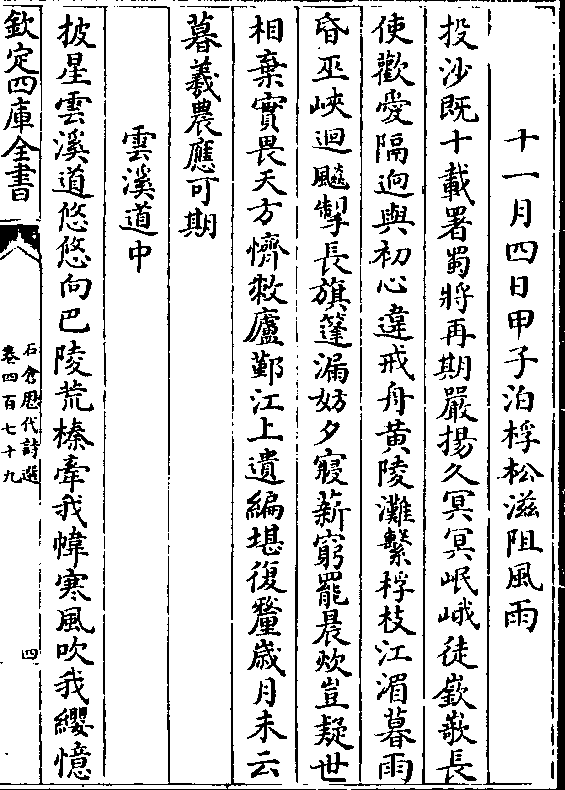 十一月四日甲子泊桴松滋阻風雨
投沙既十載署蜀將再期嚴揚久冥冥岷峨徒嶔嶔長
使歡愛隔逈與初心違戒舟黃陵灘繫桴枝江湄暮雨
昏巫峽迴飈掣長旗篷漏妨夕寢薪窮罷晨炊豈疑世
相棄實畏天方懠敕廬鄞江上遺編堪復釐歲月未云
暮羲農應可期
雲溪道中
披星雲溪道悠悠向巴陵荒榛牽我幃寒風吹我纓憶
欽定四庫全書
石倉歷代詩選
卷四百七十九
四